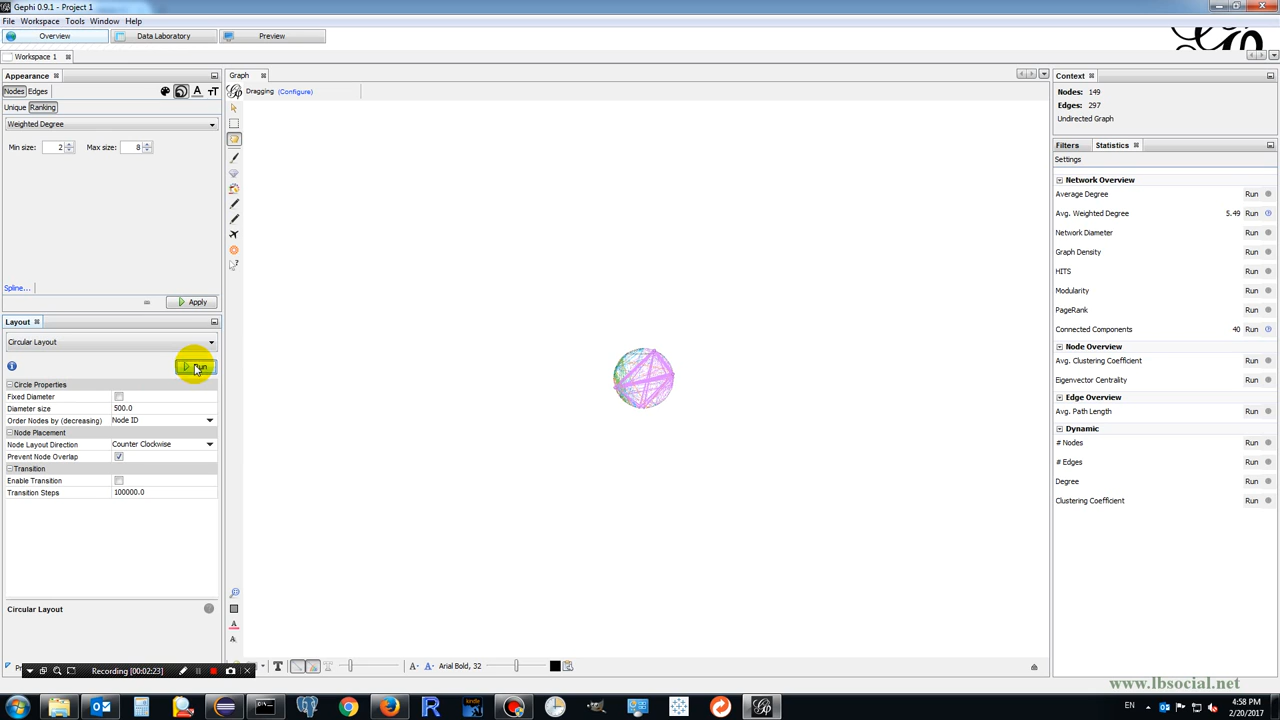 Gephi 0.9.1 - Project 1
File Workspace Tools Window Help
Overview Data Laboratory Preview
Workspace 1
Appearance
Nodes Edges
Unique Ranking
Weighted Degree
Min size: 2 Max size: 8
Spline...
Apply
Layout
Circular Layout
Run
Circle Properties
Fixed Diameter
Diameter size 500.0
Order Nodes by (decreasing) Node ID
Node Placement
Node Layout Direction Counter Clockwise
Prevent Node Overlap
Transition
Enable Transition
Transition Steps 100000.0
Circular Layout
Recording [00:02:23]
Graph
Dragging (Configure)
Arial Bold, 32
Context
Nodes: 149
Edges: 297
Undirected Graph
Filters Statistics
Settings
Network Overview
Average Degree Run
Avg. Weighted Degree 5.49 Run
Network Diameter Run
Graph Density Run
HITS Run
Modularity Run
PageRank Run
Connected Components 40 Run
Node Overview
Avg. Clustering Coefficient Run
Eigenvector Centrality Run
Edge Overview
Avg. Path Length Run
Dynamic
# Nodes Run
# Edges Run
Degree Run
Clustering Coefficient Run
www.lbsocial.net
EN 4:58 PM
2/20/2017